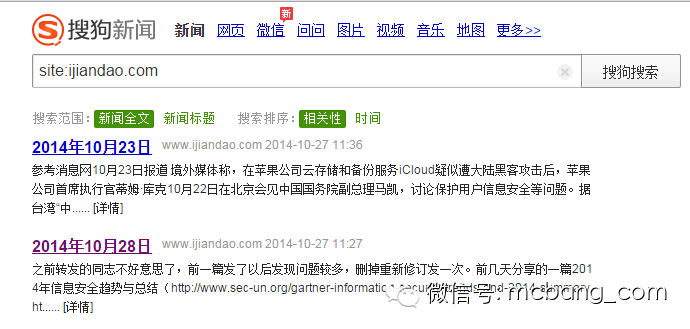 搜狗新闻 新闻 网页 微信 新 问问 图片 视频 音乐 地图 更多>>
site:ijiandao.com 搜狗搜索
搜索范围: 新闻全文 新闻标题 搜索排序: 相关性 时间
2014年10月23日 www.ijiandao.com 2014-10-27 11:36
参考消息网10月23日报道 境外媒体称，在苹果公司云存储和备份服务iCloud疑似遭大陆黑客攻击后，苹果
公司首席执行官蒂姆·库克10月22日在北京会见中国国务院副总理马凯，讨论保护用户信息安全等问题。据
台湾“中...... [详情]
2014年10月28日 www.ijiandao.com 2014-10-27 11:27
之前转发的同志不好意思了，前一篇发了以后发现问题较多，删掉重新修订发一次。前几天分享的一篇201
4年信息安全趋势与总结（http://www.sec-un.org/gartner-information-security-trends-and-2014-summary.
ht...... [详情]
微信号: mcbang_com